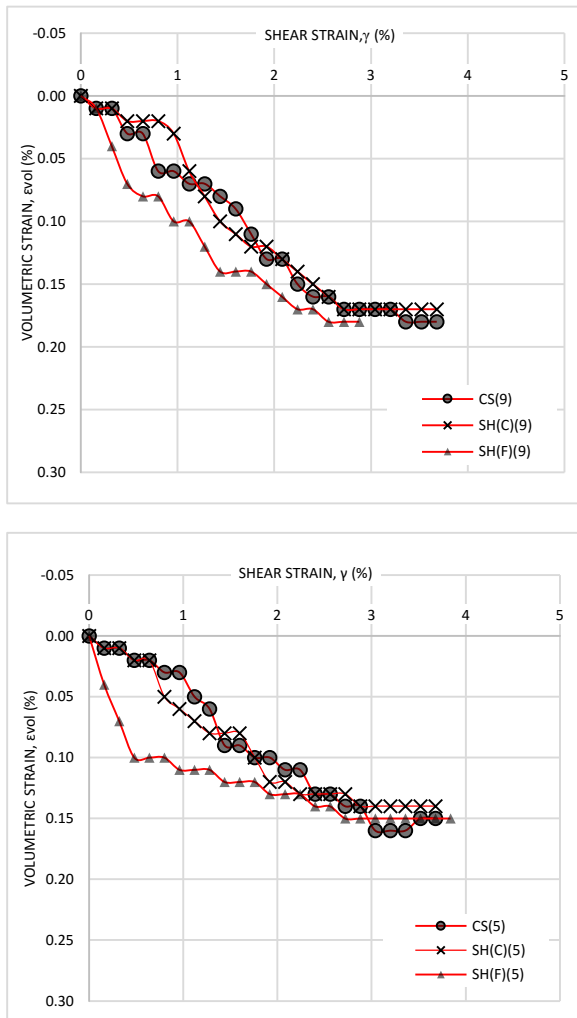 SHEAR STRAIN,γ (%)
-0.05
0 1 2 3 4 5
0.00
0.05
0.10
0.15
0.20
0.25
0.30
VOLUMETRIC STRAIN, εvol (%)
CS(9)
SH(C)(9)
SH(F)(9)
SHEAR STRAIN, γ (%)
-0.05
0 1 2 3 4 5
0.00
0.05
0.10
0.15
0.20
0.25
0.30
VOLUMETRIC STRAIN, εvol (%)
CS(5)
SH(C)(5)
SH(F)(5)